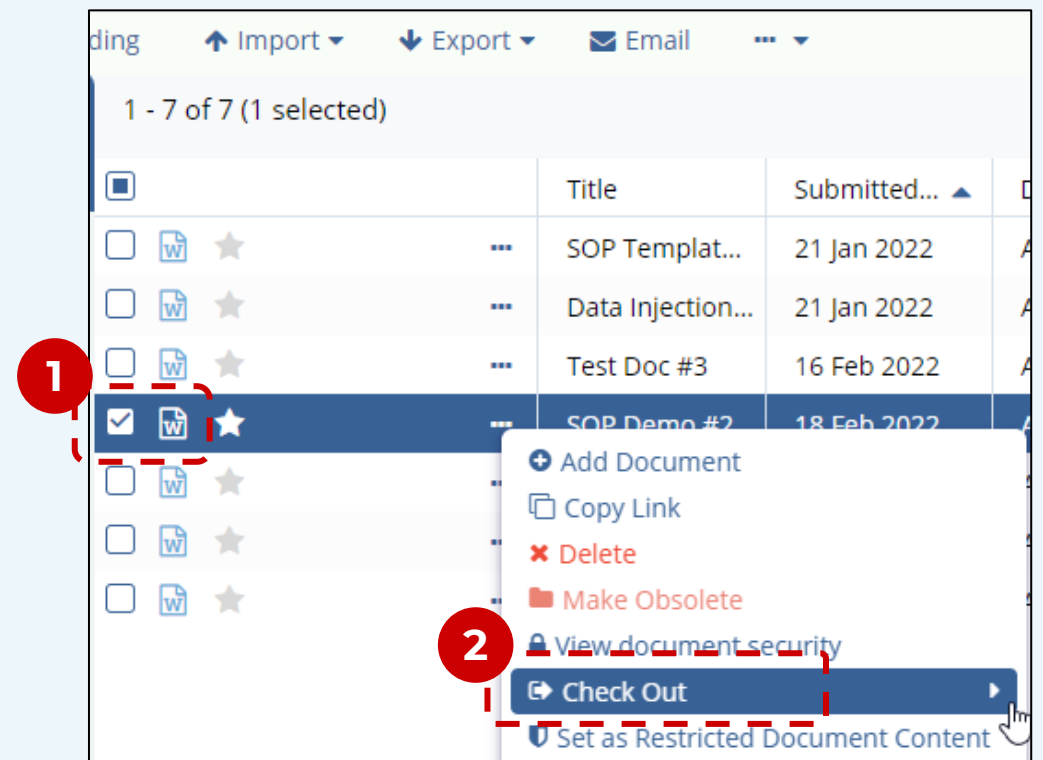 ding Import Export Email
1 - 7 of 7 (1 selected)
Title Submitted...
SOP Templat... 21 Jan 2022
Data Injection... 21 Jan 2022
Test Doc #3 16 Feb 2022
1
SOP Demo #2 18 Feb 2022
Add Document
Copy Link
Delete
Make Obsolete
2
View document security
Check Out
Set as Restricted Document Content